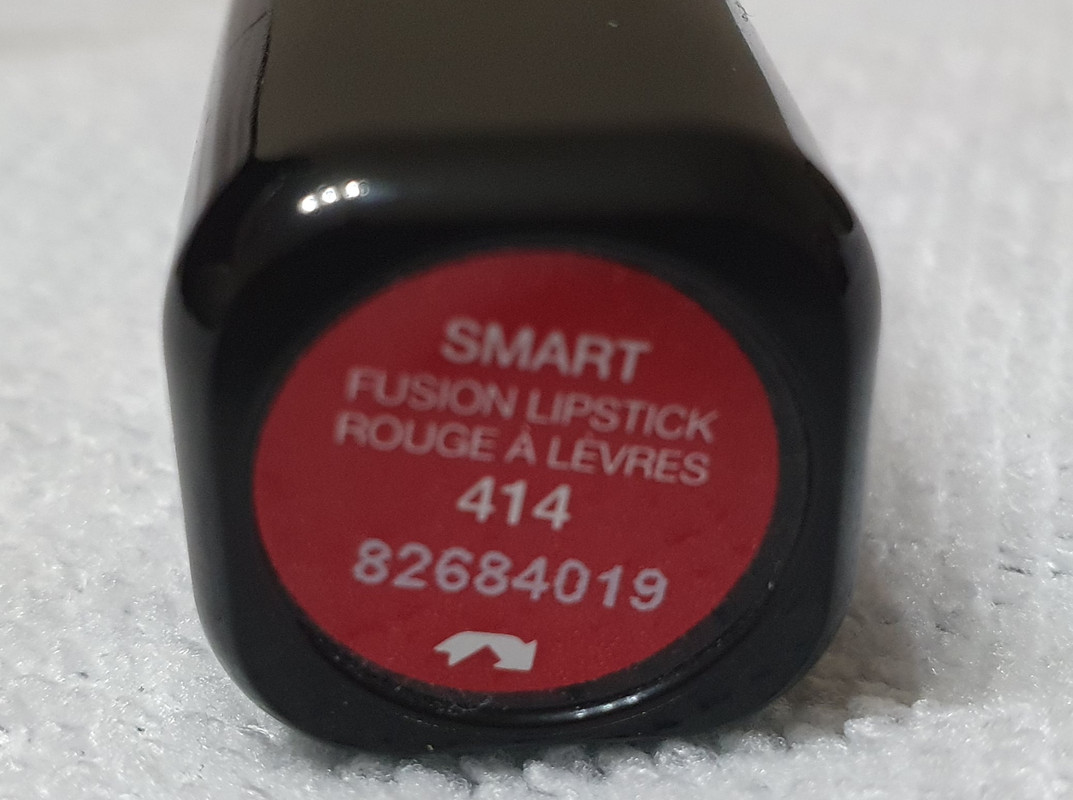 SMART
FUSION LIPSTICK
ROUGE À LÈVRES
414
82684019